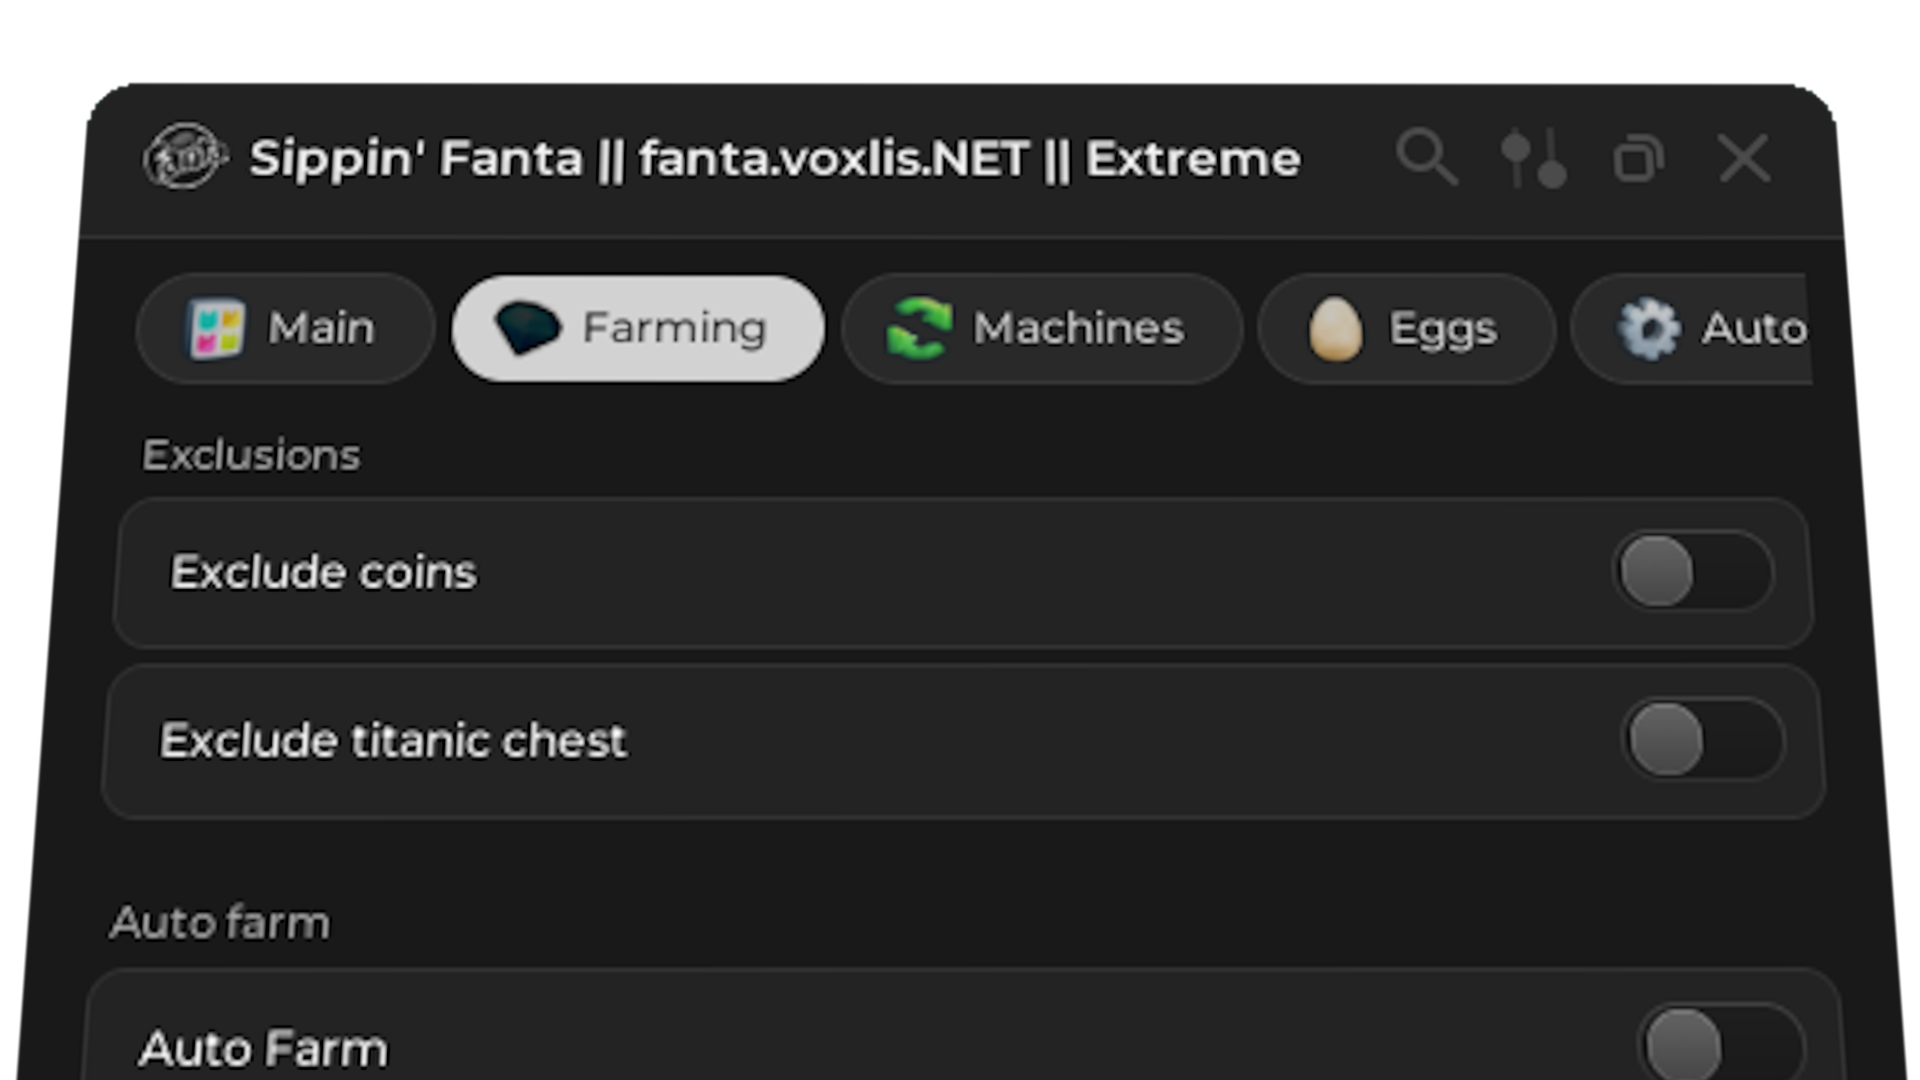 Sippin' Fanta || fanta.voxlis.NET || Extreme
Main Farming Machines Eggs Auto
Exclusions
Exclude coins
Exclude titanic chest
Auto farm
Auto Farm